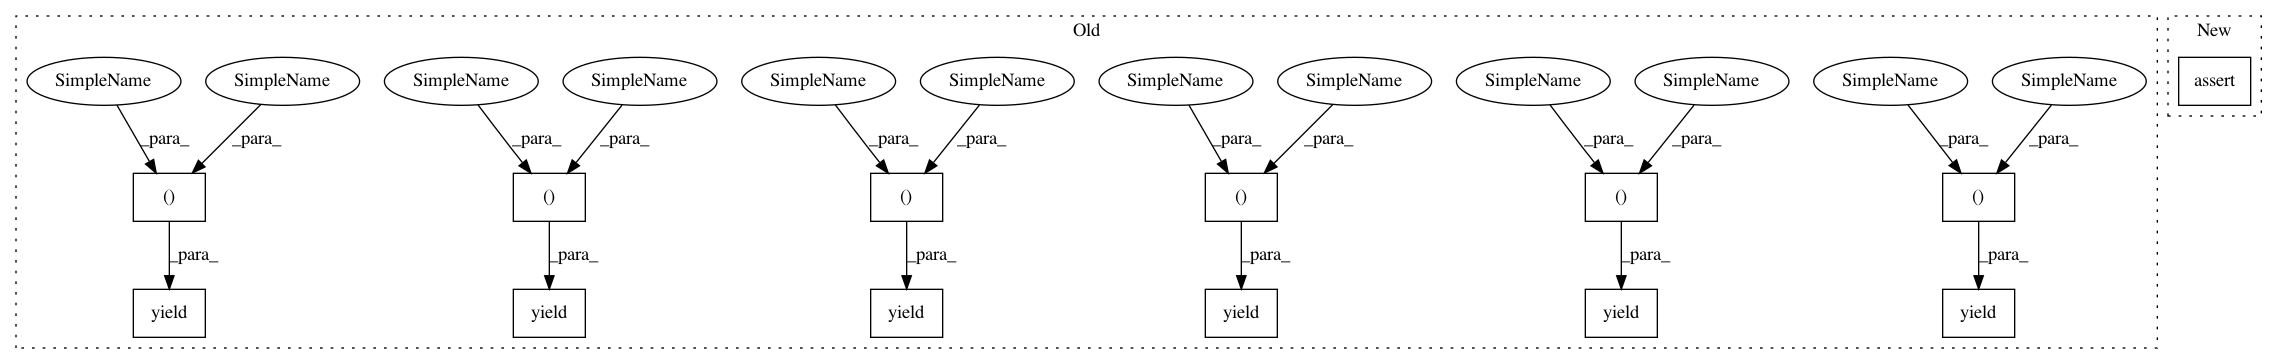 Old New
SimpleName SimpleName SimpleName SimpleName SimpleName SimpleName SimpleName SimpleName SimpleName SimpleName SimpleName SimpleName assert
_para_ _para_ _para_ _para_ _para_ _para_ _para_ _para_ _para_ _para_ _para_ _para_
() () () () () ()
_para_ _para_ _para_ _para_ _para_ _para_
yield yield yield yield yield yield